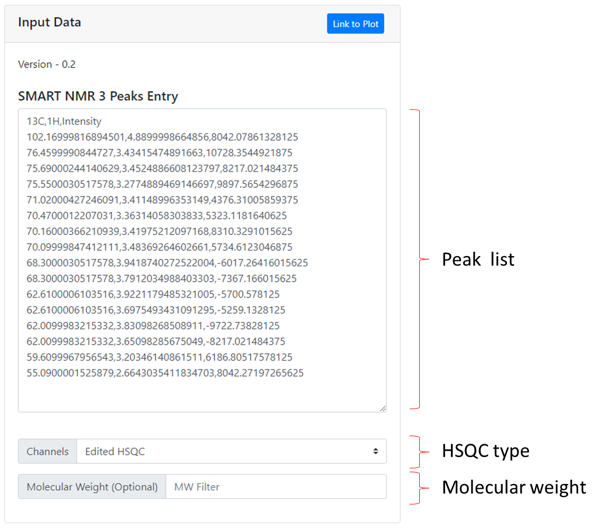 Input Data
Link to Plot
Version - 0.2
SMART NMR 3 Peaks Entry
13C,1H,Intensity
102.16999816894501,4.8899998664856,8042.07861328125
76.4599990844727,3.43415474891663,10728.3544921875
75.69000244140629,3.4524886608123797,8217.021484375
75.5500030517578,3.2774889469146697,9897.5654296875
71.02000427246091,3.41148996353149,4376.31005859375
70.4700012207031,3.36314058303833,5323.1181640625
70.1600366210939,3.41975212097168,8310.3291015625
70.09999847412111,3.48369264602661,5734.6123046875
68.3000030517578,3.9418740272522004,-6017.26416015625
68.3000030517578,3.7912034988403303,-7367.166015625
62.6100006103516,3.9221179485321005,-5700.578125
62.6100006103516,3.6975493431091295,-5259.1328125
62.0099983215332,3.83098268508911,-9722.73828125
62.0099983215332,3.65098285675049,-8217.021484375
59.6099967956543,3.20346140861511,6186.80517578125
55.0900001525879,2.6643035411834703,8042.27197265625
Peak list
Channels
Edited HSQC
HSQC type
Molecular Weight (Optional)
MW Filter
Molecular weight